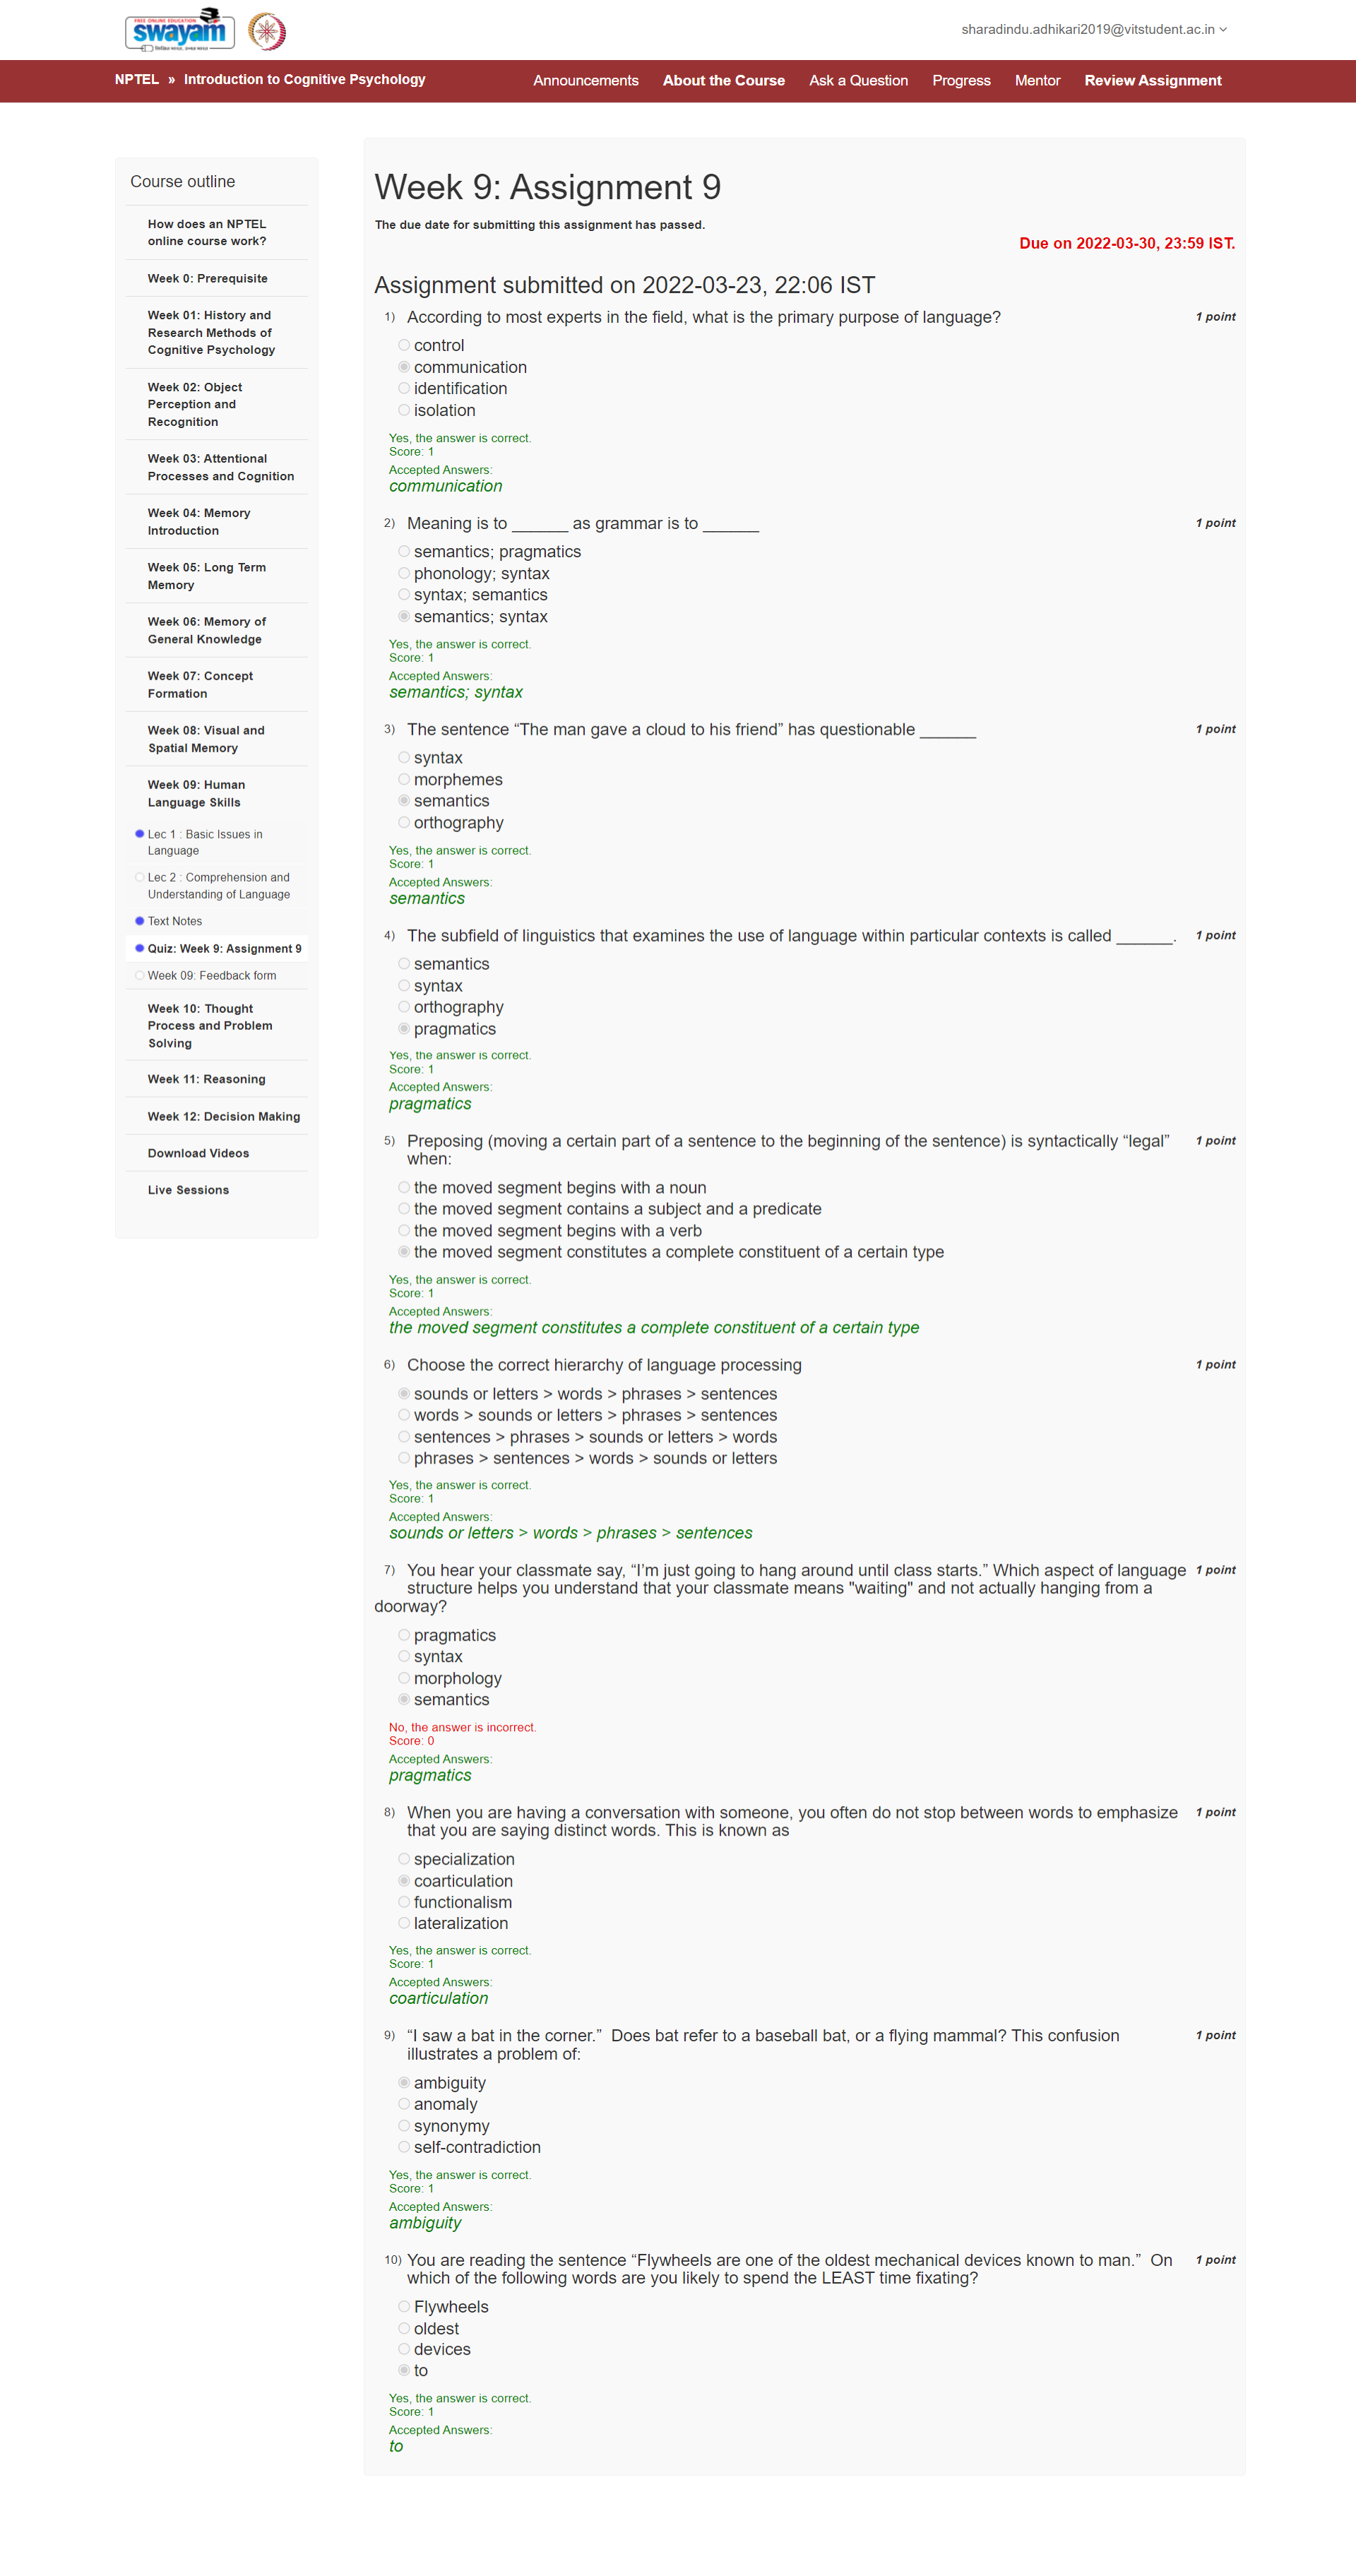 FREE ONLINE EDUCATION
swayam
शिक्षित भारत, उन्नत भारत
sharadindu.adhikari2019@vitstudent.ac.in
NPTEL » Introduction to Cognitive Psychology
Announcements About the Course Ask a Question Progress Mentor Review Assignment
Course outline
How does an NPTEL
online course work?
Week 0: Prerequisite
Week 01: History and
Research Methods of
Cognitive Psychology
Week 02: Object
Perception and
Recognition
Week 03: Attentional
Processes and Cognition
Week 04: Memory
Introduction
Week 05: Long Term
Memory
Week 06: Memory of
General Knowledge
Week 07: Concept
Formation
Week 08: Visual and
Spatial Memory
Week 09: Human
Language Skills
Lec 1 : Basic Issues in
Language
Lec 2 : Comprehension and
Understanding of Language
Text Notes
Quiz: Week 9: Assignment 9
Week 09: Feedback form
Week 10: Thought
Process and Problem
Solving
Week 11: Reasoning
Week 12: Decision Making
Download Videos
Live Sessions
Week 9: Assignment 9
The due date for submitting this assignment has passed.
Due on 2022-03-30, 23:59 IST.
Assignment submitted on 2022-03-23, 22:06 IST
1) According to most experts in the field, what is the primary purpose of language? 1 point
control
communication
identification
isolation
Yes, the answer is correct.
Score: 1
Accepted Answers:
communication
2) Meaning is to ______ as grammar is to ______ 1 point
semantics; pragmatics
phonology; syntax
syntax; semantics
semantics; syntax
Yes, the answer is correct.
Score: 1
Accepted Answers:
semantics; syntax
3) The sentence “The man gave a cloud to his friend” has questionable ______ 1 point
syntax
morphemes
semantics
orthography
Yes, the answer is correct.
Score: 1
Accepted Answers:
semantics
4) The subfield of linguistics that examines the use of language within particular contexts is called ______. 1 point
semantics
syntax
orthography
pragmatics
Yes, the answer is correct.
Score: 1
Accepted Answers:
pragmatics
5) Preposing (moving a certain part of a sentence to the beginning of the sentence) is syntactically “legal” 1 point
when:
the moved segment begins with a noun
the moved segment contains a subject and a predicate
the moved segment begins with a verb
the moved segment constitutes a complete constituent of a certain type
Yes, the answer is correct.
Score: 1
Accepted Answers:
the moved segment constitutes a complete constituent of a certain type
6) Choose the correct hierarchy of language processing 1 point
sounds or letters > words > phrases > sentences
words > sounds or letters > phrases > sentences
sentences > phrases > sounds or letters > words
phrases > sentences > words > sounds or letters
Yes, the answer is correct.
Score: 1
Accepted Answers:
sounds or letters > words > phrases > sentences
7) You hear your classmate say, “I’m just going to hang around until class starts.” Which aspect of language 1 point
structure helps you understand that your classmate means "waiting" and not actually hanging from a
doorway?
pragmatics
syntax
morphology
semantics
No, the answer is incorrect.
Score: 0
Accepted Answers:
pragmatics
8) When you are having a conversation with someone, you often do not stop between words to emphasize 1 point
that you are saying distinct words. This is known as
specialization
coarticulation
functionalism
lateralization
Yes, the answer is correct.
Score: 1
Accepted Answers:
coarticulation
9) “I saw a bat in the corner.” Does bat refer to a baseball bat, or a flying mammal? This confusion 1 point
illustrates a problem of:
ambiguity
anomaly
synonymy
self-contradiction
Yes, the answer is correct.
Score: 1
Accepted Answers:
ambiguity
10) You are reading the sentence “Flywheels are one of the oldest mechanical devices known to man.” On 1 point
which of the following words are you likely to spend the LEAST time fixating?
Flywheels
oldest
devices
to
Yes, the answer is correct.
Score: 1
Accepted Answers:
to